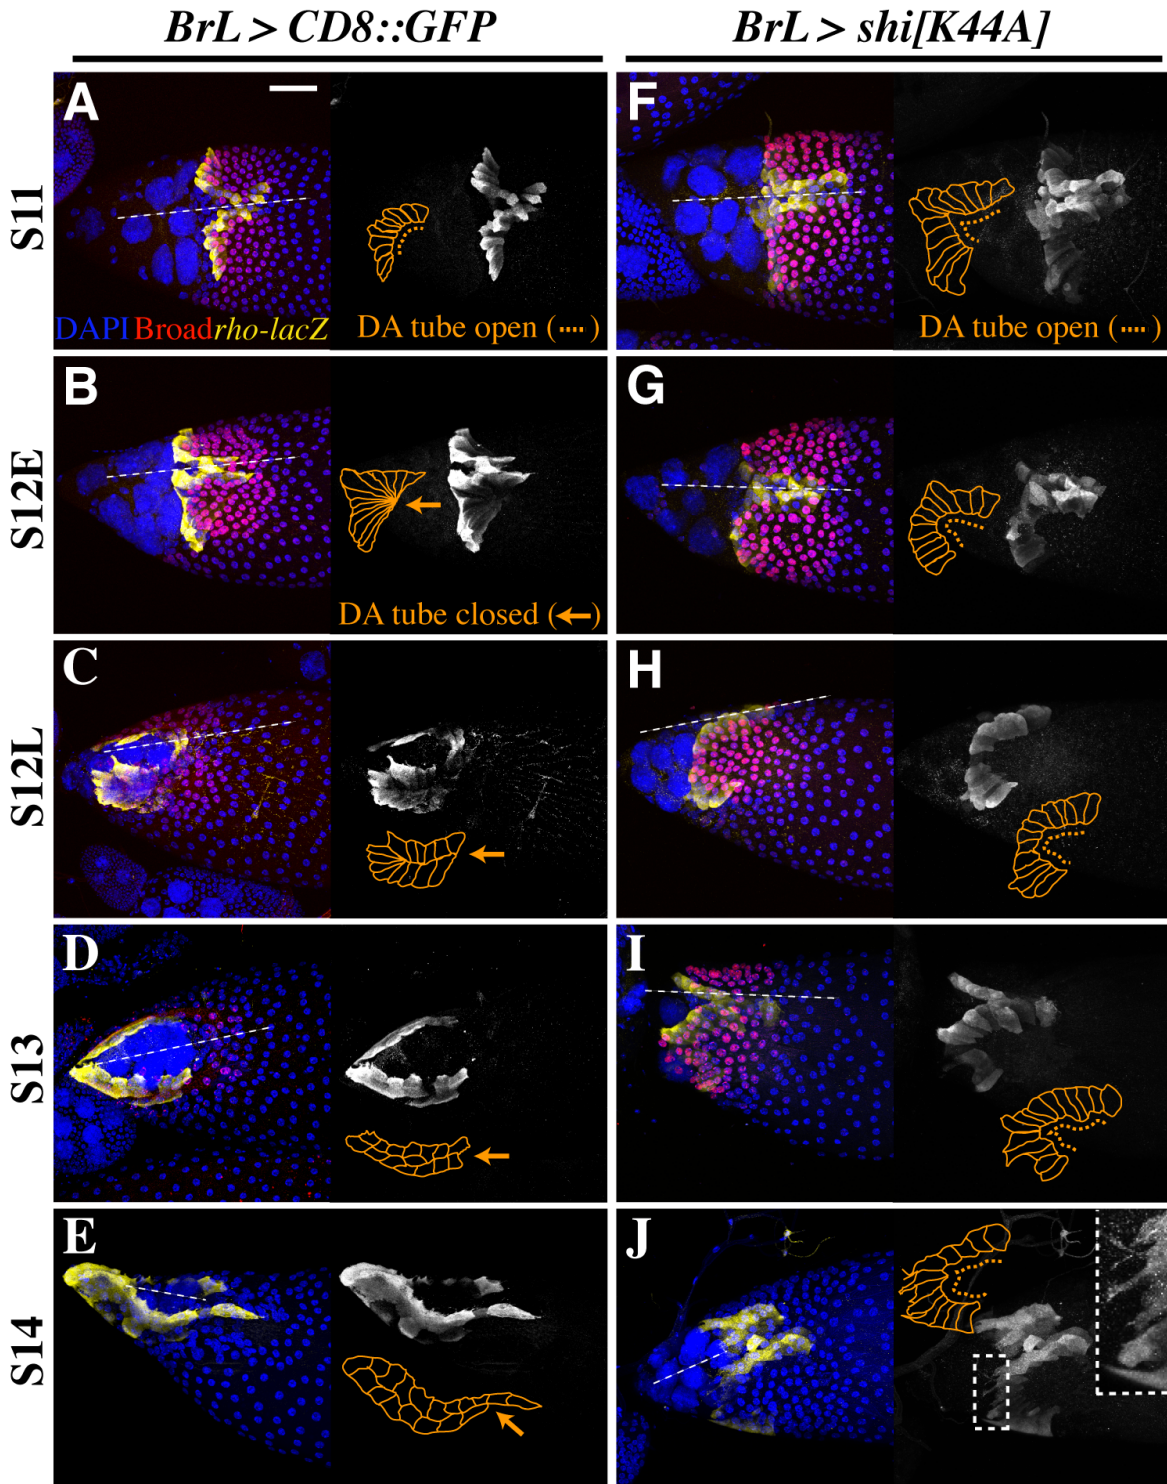 BrL > CD8::GFP
BrL > shi[K44A]
S11
A
DAPI Broad rho-lacZ
DA tube open ( )
F
DA tube open ( )
S12E
B
DA tube closed (←)
G
S12L
C
H
S13
D
I
S14
E
J